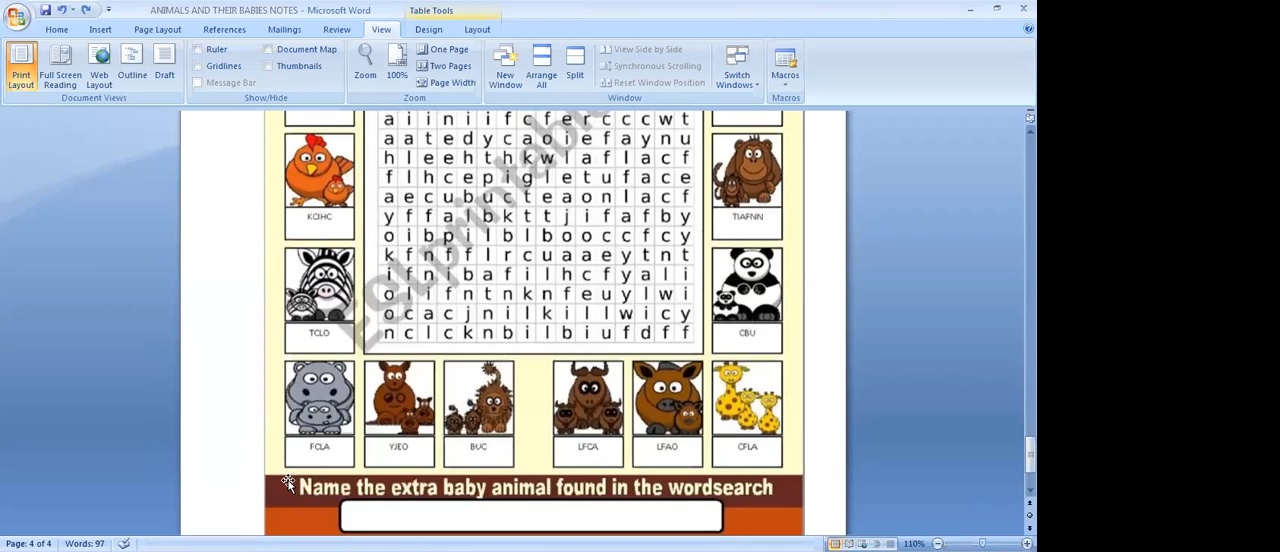 ANIMALS AND THEIR BABIES NOTES - Microsoft Word
Table Tools
Home Insert Page Layout References Mailings Review View Design Layout
Print Layout
Full Screen Reading
Web Layout
Outline
Draft
Document Views
Ruler
Gridlines
Message Bar
Document Map
Thumbnails
Show/Hide
Zoom
100%
One Page
Two Pages
Page Width
Zoom
New Window
Arrange All
Split
View Side by Side
Synchronous Scrolling
Reset Window Position
Window
Switch Windows
Macros
Macros
a i i n i i f c f e r c c c w t
a a t e d y c a o i e f a y n u
h l e e h t h k w i a f l a c f
f l h c e p i g l e t u f a c e
a e c u b u c t e a o n l a c f
y f f a l b k t t j i f a f b y
o i b p i l b l b o o c c f c y
k f n f f l r c u a a e y t n t
i f n i b a f i l h c f y a l i
o l i f n t n k n f e u y l w i
o c a c j n i l k i l l w i c y
n c l c k n b i l b i u f d f f
KCIHC
TIAFNN
TCLO
CBU
FCLA YJEO BUC LFCA LFAO CFLA
ESLprintables
Name the extra baby animal found in the wordsearch
Page: 4 of 4 Words: 97 110%